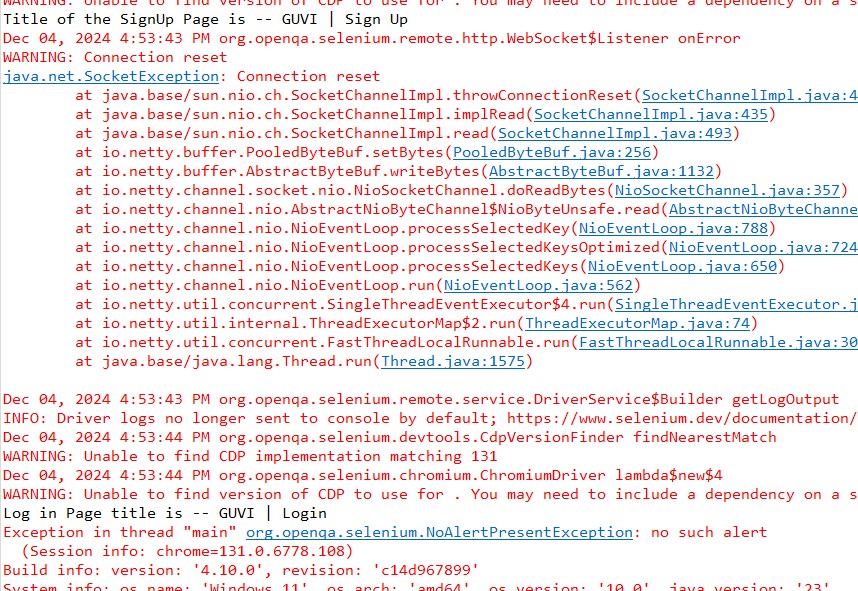 WARNING: Unable to find version of CDP to use for . You may need to include a dependency on a s
Title of the SignUp Page is -- GUVI | Sign Up
Dec 04, 2024 4:53:43 PM org.openqa.selenium.remote.http.WebSocket$Listener onError
WARNING: Connection reset
java.net.SocketException: Connection reset
at java.base/sun.nio.ch.SocketChannelImpl.throwConnectionReset(SocketChannelImpl.java:4
at java.base/sun.nio.ch.SocketChannelImpl.implRead(SocketChannelImpl.java:435)
at java.base/sun.nio.ch.SocketChannelImpl.read(SocketChannelImpl.java:493)
at io.netty.buffer.PooledByteBuf.setBytes(PooledByteBuf.java:256)
at io.netty.buffer.AbstractByteBuf.writeBytes(AbstractByteBuf.java:1132)
at io.netty.channel.socket.nio.NioSocketChannel.doReadBytes(NioSocketChannel.java:357)
at io.netty.channel.nio.AbstractNioByteChannel$NioByteUnsafe.read(AbstractNioByteChanne
at io.netty.channel.nio.NioEventLoop.processSelectedKey(NioEventLoop.java:788)
at io.netty.channel.nio.NioEventLoop.processSelectedKeysOptimized(NioEventLoop.java:724
at io.netty.channel.nio.NioEventLoop.processSelectedKeys(NioEventLoop.java:650)
at io.netty.channel.nio.NioEventLoop.run(NioEventLoop.java:562)
at io.netty.util.concurrent.SingleThreadEventExecutor$4.run(SingleThreadEventExecutor.j
at io.netty.util.internal.ThreadExecutorMap$2.run(ThreadExecutorMap.java:74)
at io.netty.util.concurrent.FastThreadLocalRunnable.run(FastThreadLocalRunnable.java:30
at java.base/java.lang.Thread.run(Thread.java:1575)
Dec 04, 2024 4:53:43 PM org.openqa.selenium.remote.service.DriverService$Builder getLogOutput
INFO: Driver logs no longer sent to console by default; https://www.selenium.dev/documentation/
Dec 04, 2024 4:53:44 PM org.openqa.selenium.devtools.CdpVersionFinder findNearestMatch
WARNING: Unable to find CDP implementation matching 131
Dec 04, 2024 4:53:44 PM org.openqa.selenium.chromium.ChromiumDriver lambda$new$4
WARNING: Unable to find version of CDP to use for . You may need to include a dependency on a s
Log in Page title is -- GUVI | Login
Exception in thread "main" org.openqa.selenium.NoAlertPresentException: no such alert
(Session info: chrome=131.0.6778.108)
Build info: version: '4.10.0', revision: 'c14d967899'
System info: os.name: 'Windows 11', os.arch: 'amd64', os.version: '10.0', java.version: '23'